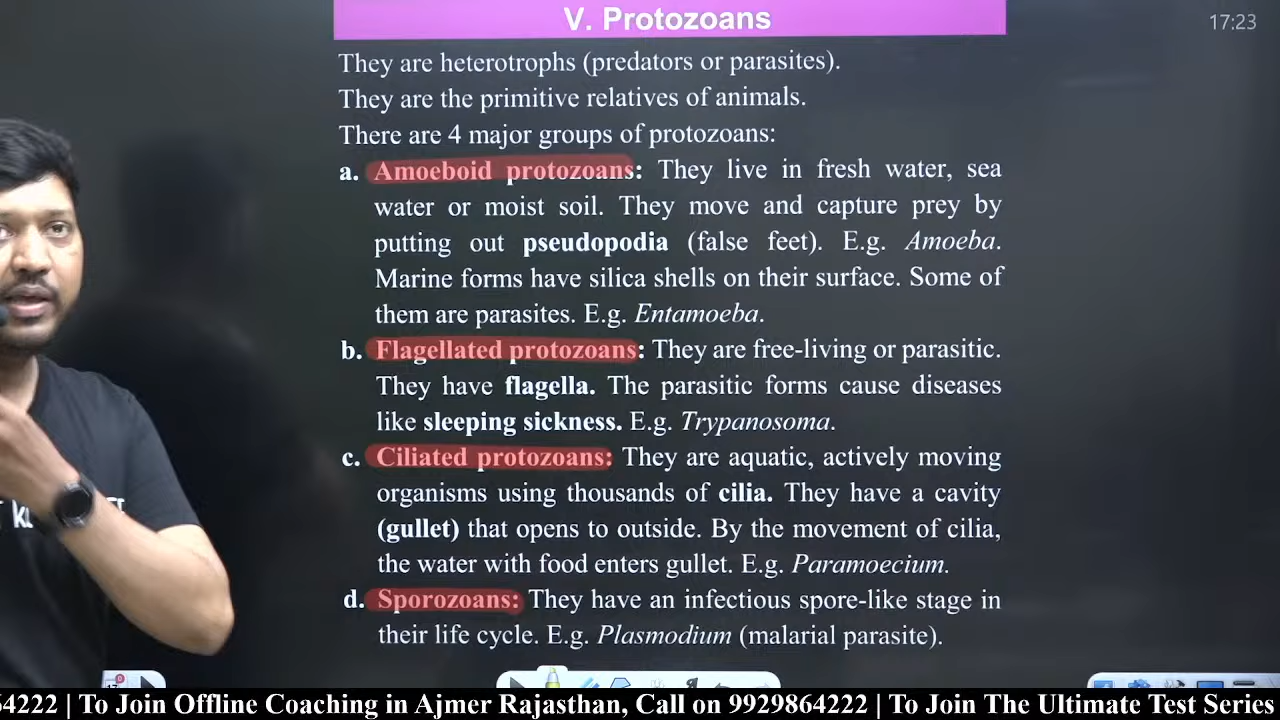 V. Protozoans
17:23
They are heterotrophs (predators or parasites).
They are the primitive relatives of animals.
There are 4 major groups of protozoans:
a. Amoeboid protozoans: They live in fresh water, sea
water or moist soil. They move and capture prey by
putting out pseudopodia (false feet). E.g. Amoeba.
Marine forms have silica shells on their surface. Some of
them are parasites. E.g. Entamoeba.
b. Flagellated protozoans: They are free-living or parasitic.
They have flagella. The parasitic forms cause diseases
like sleeping sickness. E.g. Trypanosoma.
c. Ciliated protozoans: They are aquatic, actively moving
organisms using thousands of cilia. They have a cavity
(gullet) that opens to outside. By the movement of cilia,
the water with food enters gullet. E.g. Paramoecium.
d. Sporozoans: They have an infectious spore-like stage in
their life cycle. E.g. Plasmodium (malarial parasite).
64222 | To Join Offline Coaching in Ajmer Rajasthan, Call on 9929864222 | To Join The Ultimate Test Series